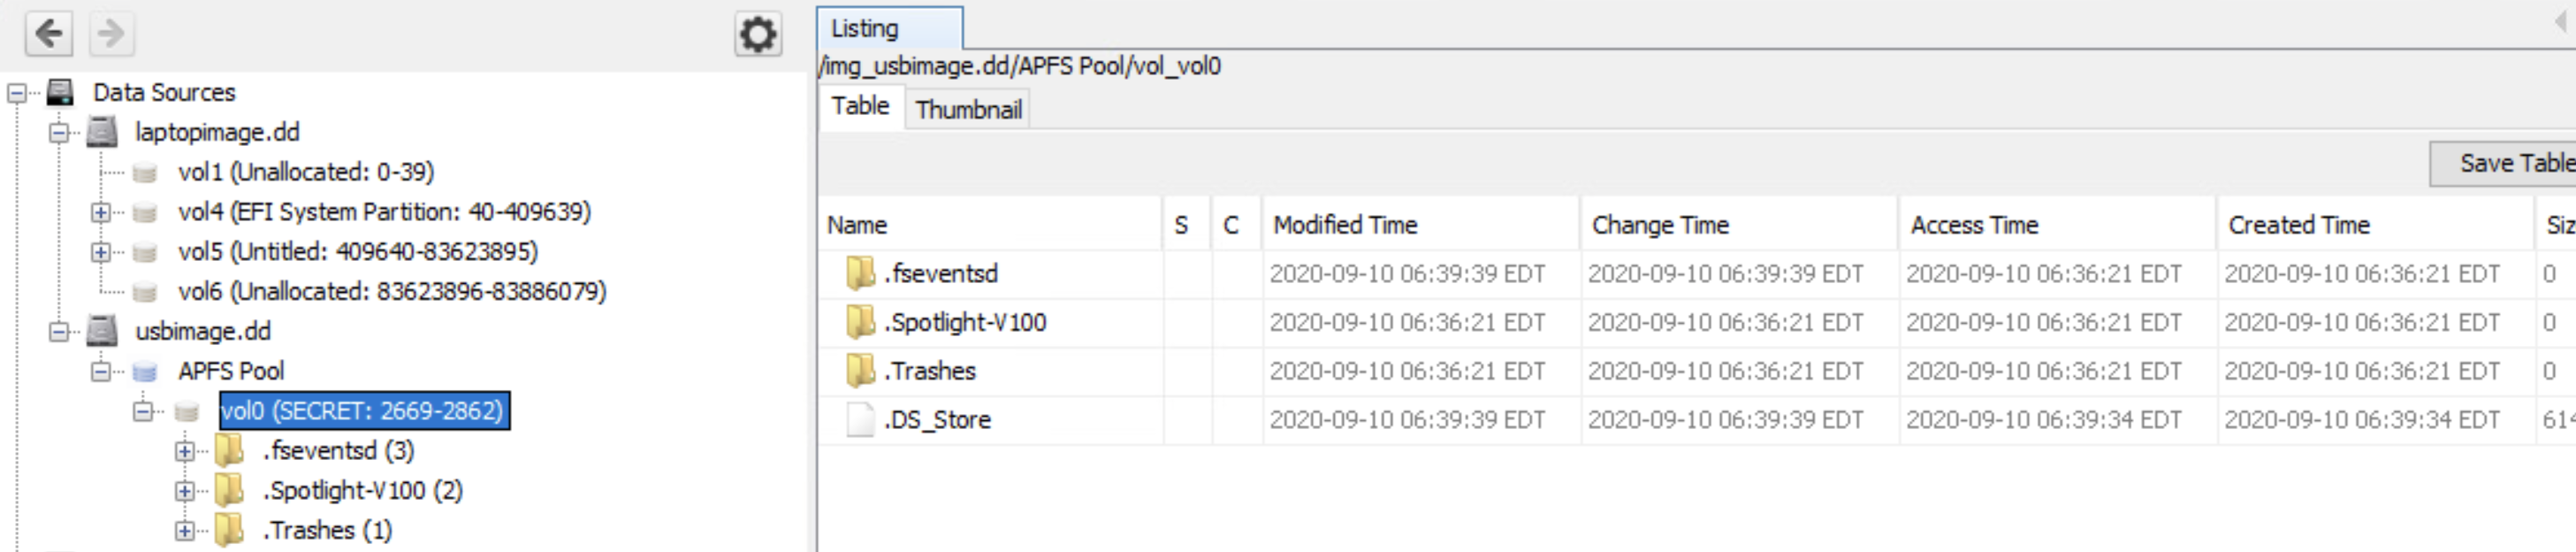 Data Sources
laptopimage.dd
vol1 (Unallocated: 0-39)
vol4 (EFI System Partition: 40-409639)
vol5 (Untitled: 409640-83623895)
vol6 (Unallocated: 83623896-83886079)
usbimage.dd
APFS Pool
vol0 (SECRET: 2669-2862)
.fseventsd (3)
.Spotlight-V100 (2)
.Trashes (1)
Listing
/img_usbimage.dd/APFS Pool/vol_vol0
Table Thumbnail
Save Table
Name S C Modified Time Change Time Access Time Created Time Siz
.fseventsd 2020-09-10 06:39:39 EDT 2020-09-10 06:39:39 EDT 2020-09-10 06:36:21 EDT 2020-09-10 06:36:21 EDT 0
.Spotlight-V100 2020-09-10 06:36:21 EDT 2020-09-10 06:36:21 EDT 2020-09-10 06:36:21 EDT 2020-09-10 06:36:21 EDT 0
.Trashes 2020-09-10 06:36:21 EDT 2020-09-10 06:36:21 EDT 2020-09-10 06:36:21 EDT 2020-09-10 06:36:21 EDT 0
.DS_Store 2020-09-10 06:39:39 EDT 2020-09-10 06:39:39 EDT 2020-09-10 06:39:34 EDT 2020-09-10 06:39:34 EDT 614